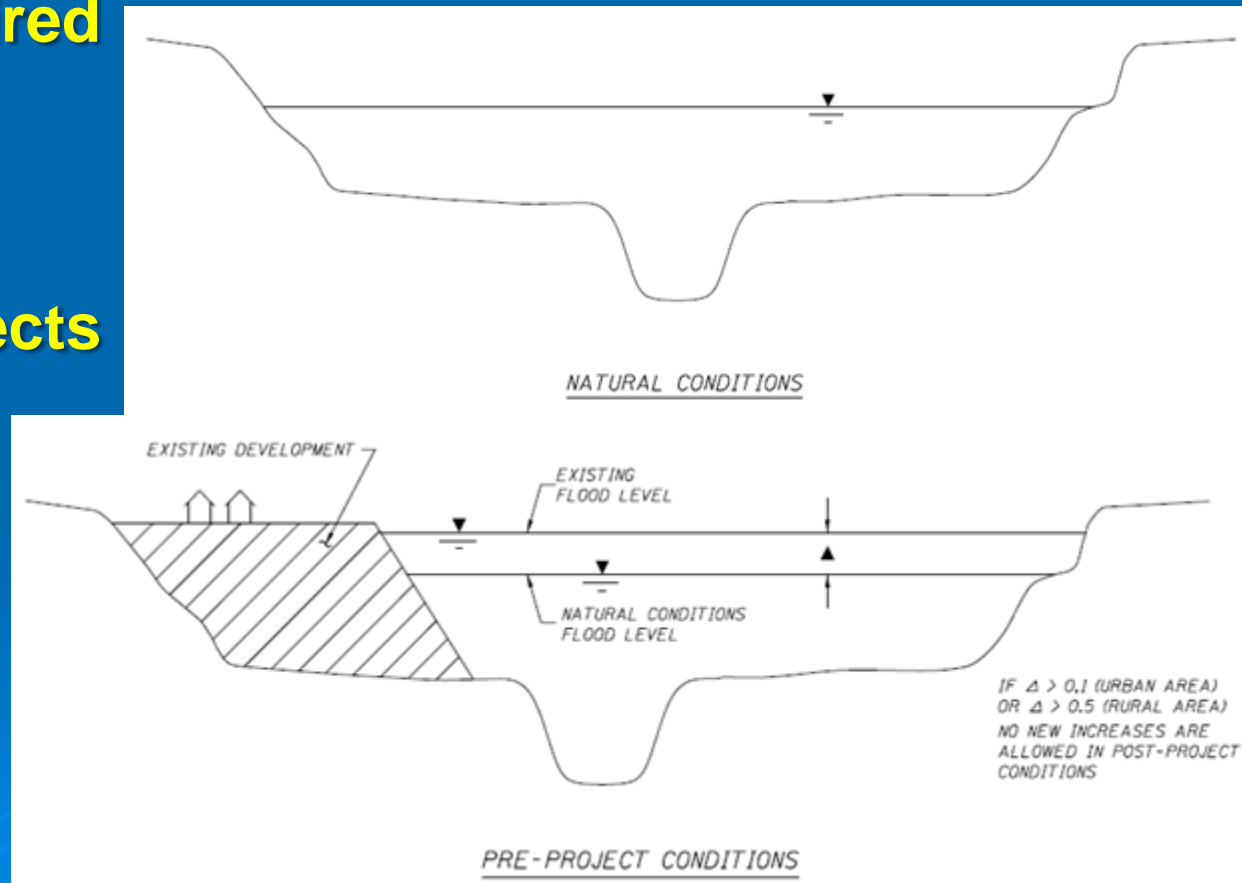 red
ects
NATURAL CONDITIONS
EXISTING DEVELOPMENT
EXISTING
FLOOD LEVEL
NATURAL CONDITIONS
FLOOD LEVEL
IF Δ > 0.1 (URBAN AREA)
OR Δ > 0.5 (RURAL AREA)
NO NEW INCREASES ARE
ALLOWED IN POST-PROJECT
CONDITIONS
PRE-PROJECT CONDITIONS